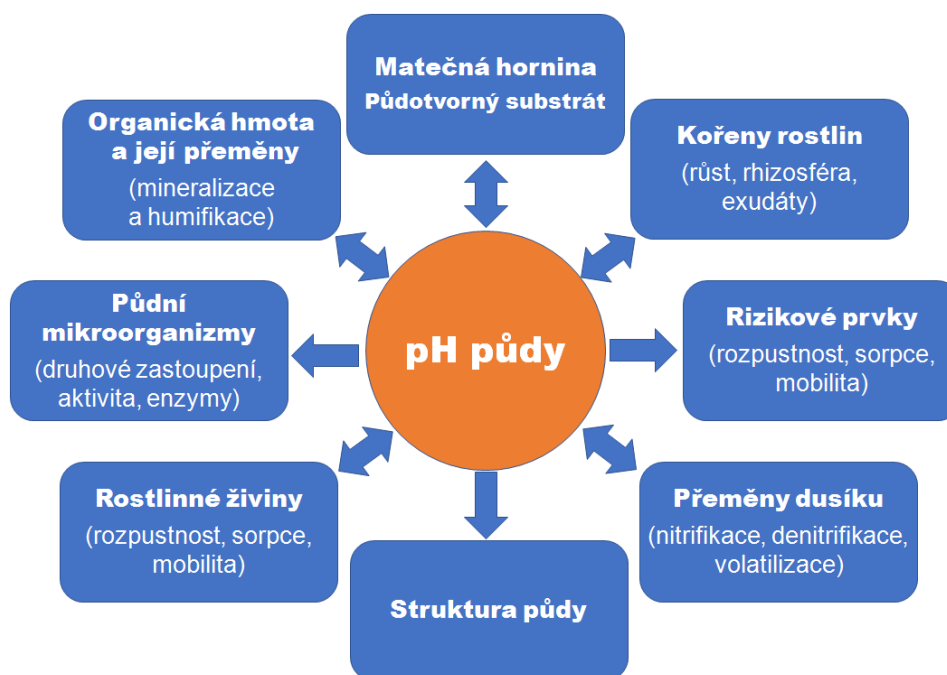 Matečná hornina
Půdotvorný substrát
Organická hmota
a její přeměny
(mineralizace
a humifikace)
Kořeny rostlin
(růst, rhizosféra,
exudáty)
Půdní
mikroorganizmy
(druhové zastoupení,
aktivita, enzymy)
pH půdy
Rizikové prvky
(rozpustnost, sorpce,
mobilita)
Rostlinné živiny
(rozpustnost, sorpce,
mobilita)
Přeměny dusíku
(nitrifikace, denitrifikace,
volatilizace)
Struktura půdy